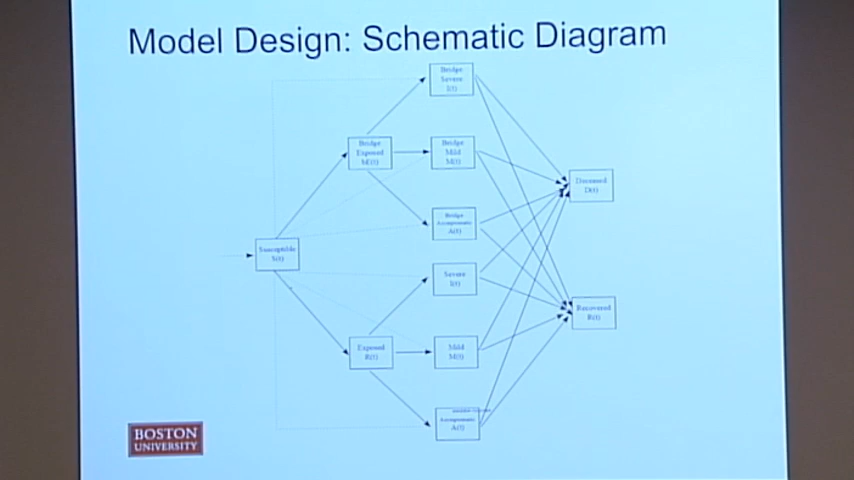 Model Design: Schematic Diagram
Bridge
Severe
I(t)
Bridge
Exposed
Bridge
Mild
M(t)
Deceased
D(t)
Bridge
Asymptomatic
A(t)
Susceptible
S(t)
Severe
I(t)
Recovered
R(t)
Exposed
Mild
M(t)
Asymptomatic
A(t)
BOSTON
UNIVERSITY